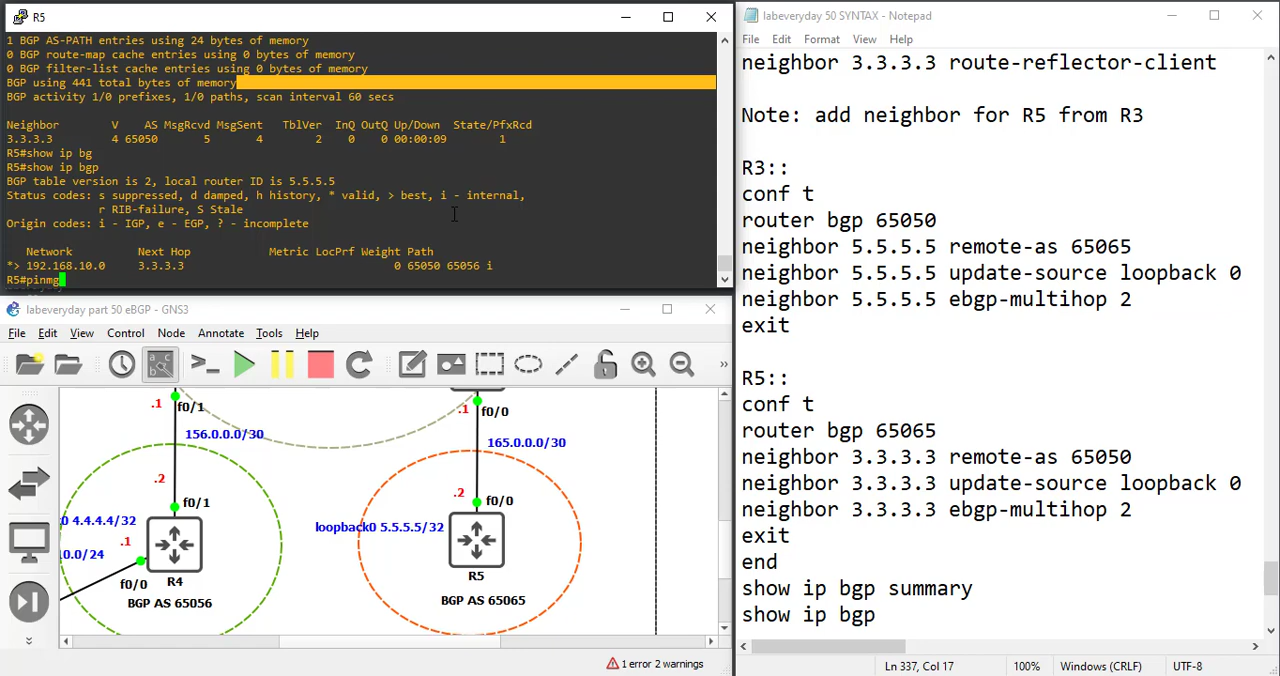 R5
1 BGP AS-PATH entries using 24 bytes of memory
0 BGP route-map cache entries using 0 bytes of memory
0 BGP filter-list cache entries using 0 bytes of memory
BGP using 441 total bytes of memory
BGP activity 1/0 prefixes, 1/0 paths, scan interval 60 secs
Neighbor V AS MsgRcvd MsgSent TblVer InQ OutQ Up/Down State/PfxRcd
3.3.3.3 4 65050 5 4 2 0 0 00:00:09 1
R5#show ip bg
R5#show ip bgp
BGP table version is 2, local router ID is 5.5.5.5
Status codes: s suppressed, d damped, h history, * valid, > best, i - internal,
r RIB-failure, S Stale
Origin codes: i - IGP, e - EGP, ? - incomplete
Network Next Hop Metric LocPrf Weight Path
*> 192.168.10.0 3.3.3.3 0 65050 65056 i
R5#pinmg
labeveryday part 50 eBGP - GNS3
File Edit View Control Node Annotate Tools Help
.1 f0/1
156.0.0.0/30
.2 f0/1
0 4.4.4.4/32
.1
0.0/24
f0/0
R4
BGP AS 65056
.1 f0/0
165.0.0.0/30
.2 f0/0
loopback0 5.5.5.5/32
R5
BGP AS 65065
1 error 2 warnings
labeveryday 50 SYNTAX - Notepad
File Edit Format View Help
neighbor 3.3.3.3 route-reflector-client
Note: add neighbor for R5 from R3
R3::
conf t
router bgp 65050
neighbor 5.5.5.5 remote-as 65065
neighbor 5.5.5.5 update-source loopback 0
neighbor 5.5.5.5 ebgp-multihop 2
exit
R5::
conf t
router bgp 65065
neighbor 3.3.3.3 remote-as 65050
neighbor 3.3.3.3 update-source loopback 0
neighbor 3.3.3.3 ebgp-multihop 2
exit
end
show ip bgp summary
show ip bgp
Ln 337, Col 17 100% Windows (CRLF) UTF-8